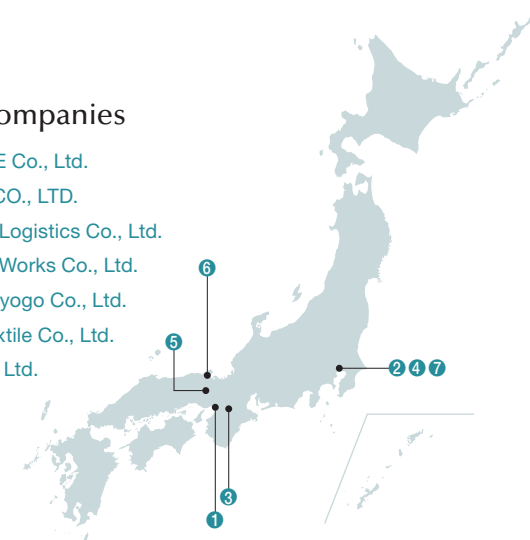 ompanies
E Co., Ltd.
CO., LTD.
Logistics Co., Ltd.
Works Co., Ltd.
yogo Co., Ltd.
xtile Co., Ltd.
Ltd.
6
5
2 4 7
3
1